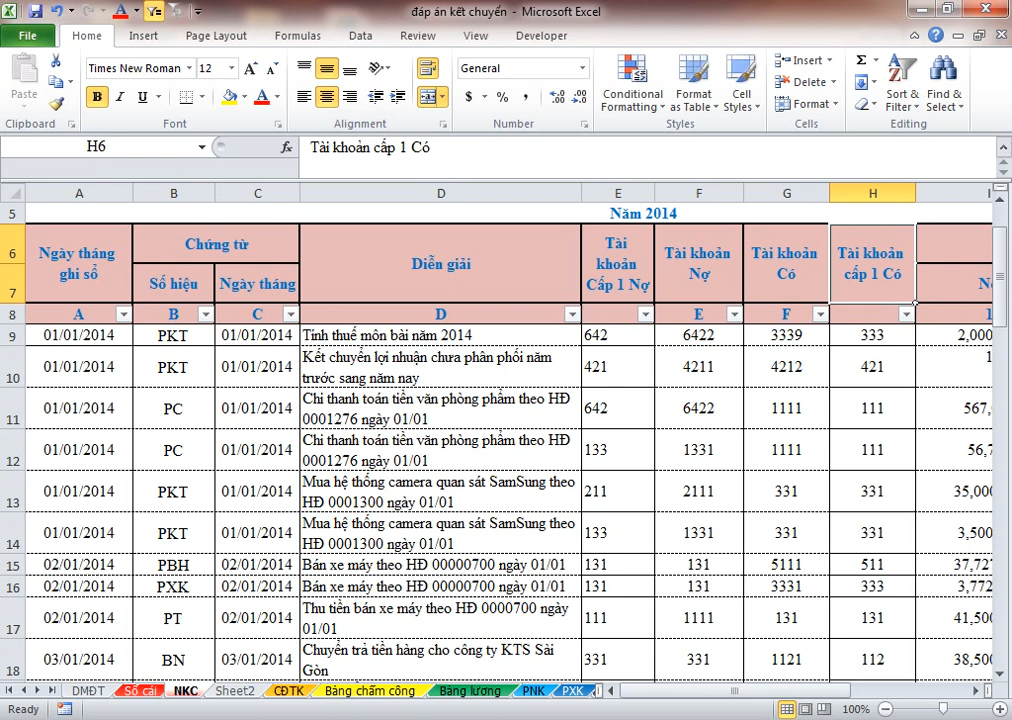 đáp án kết chuyển - Microsoft Excel
File Home Insert Page Layout Formulas Data Review View Developer
Paste
Times New Roman 12
B I U
General
$ % ,
Conditional Formatting
Format as Table
Cell Styles
Insert
Delete
Format
Sort & Filter
Find & Select
Clipboard Font Alignment Number Styles Cells Editing
H6 fx Tài khoản cấp 1 Có
A B C D E F G H I
5 Năm 2014
6 7 8
Ngày tháng ghi sổ
Chứng từ
Số hiệu Ngày tháng
Diễn giải
Tài khoản Cấp 1 Nợ
Tài khoản Nợ
Tài khoản Có
Tài khoản cấp 1 Có
A B C D E F 1
9 01/01/2014 PKT 01/01/2014 Tính thuế môn bài năm 2014 642 6422 3339 333 2,000
10 01/01/2014 PKT 01/01/2014 Kết chuyển lợi nhuận chưa phân phối năm trước sang năm nay 421 4211 4212 421 1
11 01/01/2014 PC 01/01/2014 Chi thanh toán tiền văn phòng phẩm theo HĐ 0001276 ngày 01/01 642 6422 1111 111 567,
12 01/01/2014 PC 01/01/2014 Chi thanh toán tiền văn phòng phẩm theo HĐ 0001276 ngày 01/01 133 1331 1111 111 56,7
13 01/01/2014 PKT 01/01/2014 Mua hệ thống camera quan sát SamSung theo HĐ 0001300 ngày 01/01 211 2111 331 331 35,000
14 01/01/2014 PKT 01/01/2014 Mua hệ thống camera quan sát SamSung theo HĐ 0001300 ngày 01/01 133 1331 331 331 3,500
15 02/01/2014 PBH 02/01/2014 Bán xe máy theo HĐ 00000700 ngày 01/01 131 131 5111 511 37,727
16 02/01/2014 PXK 02/01/2014 Bán xe máy theo HĐ 00000700 ngày 01/01 131 131 3331 333 3,772
17 02/01/2014 PT 02/01/2014 Thu tiền bán xe máy theo HĐ 0000700 ngày 01/01 111 1111 131 131 41,500
18 03/01/2014 BN 03/01/2014 Chuyển trả tiền hàng cho công ty KTS Sài Gòn 331 331 1121 112 38,500
DMĐT Sổ cái NKC Sheet2 CĐTK Bảng chấm công Bảng lương PNK PXK
Ready 100%